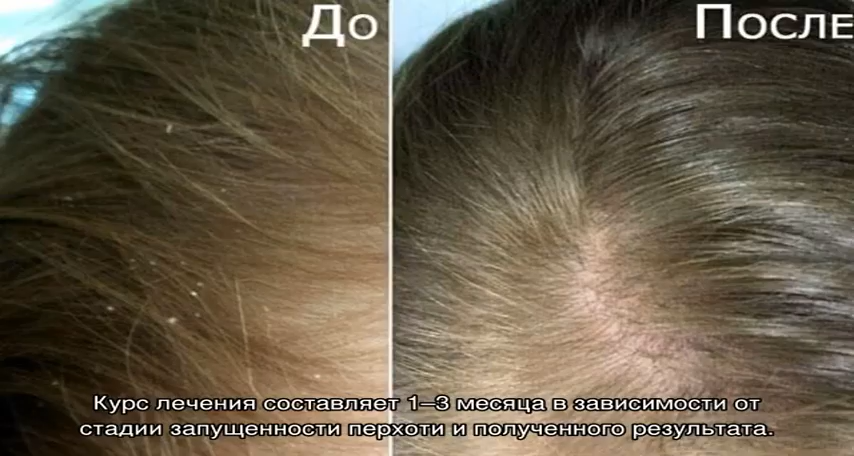 До
После
Курс лечения составляет 1–3 месяца в зависимости от
стадии запущенности перхоти и полученного результата.